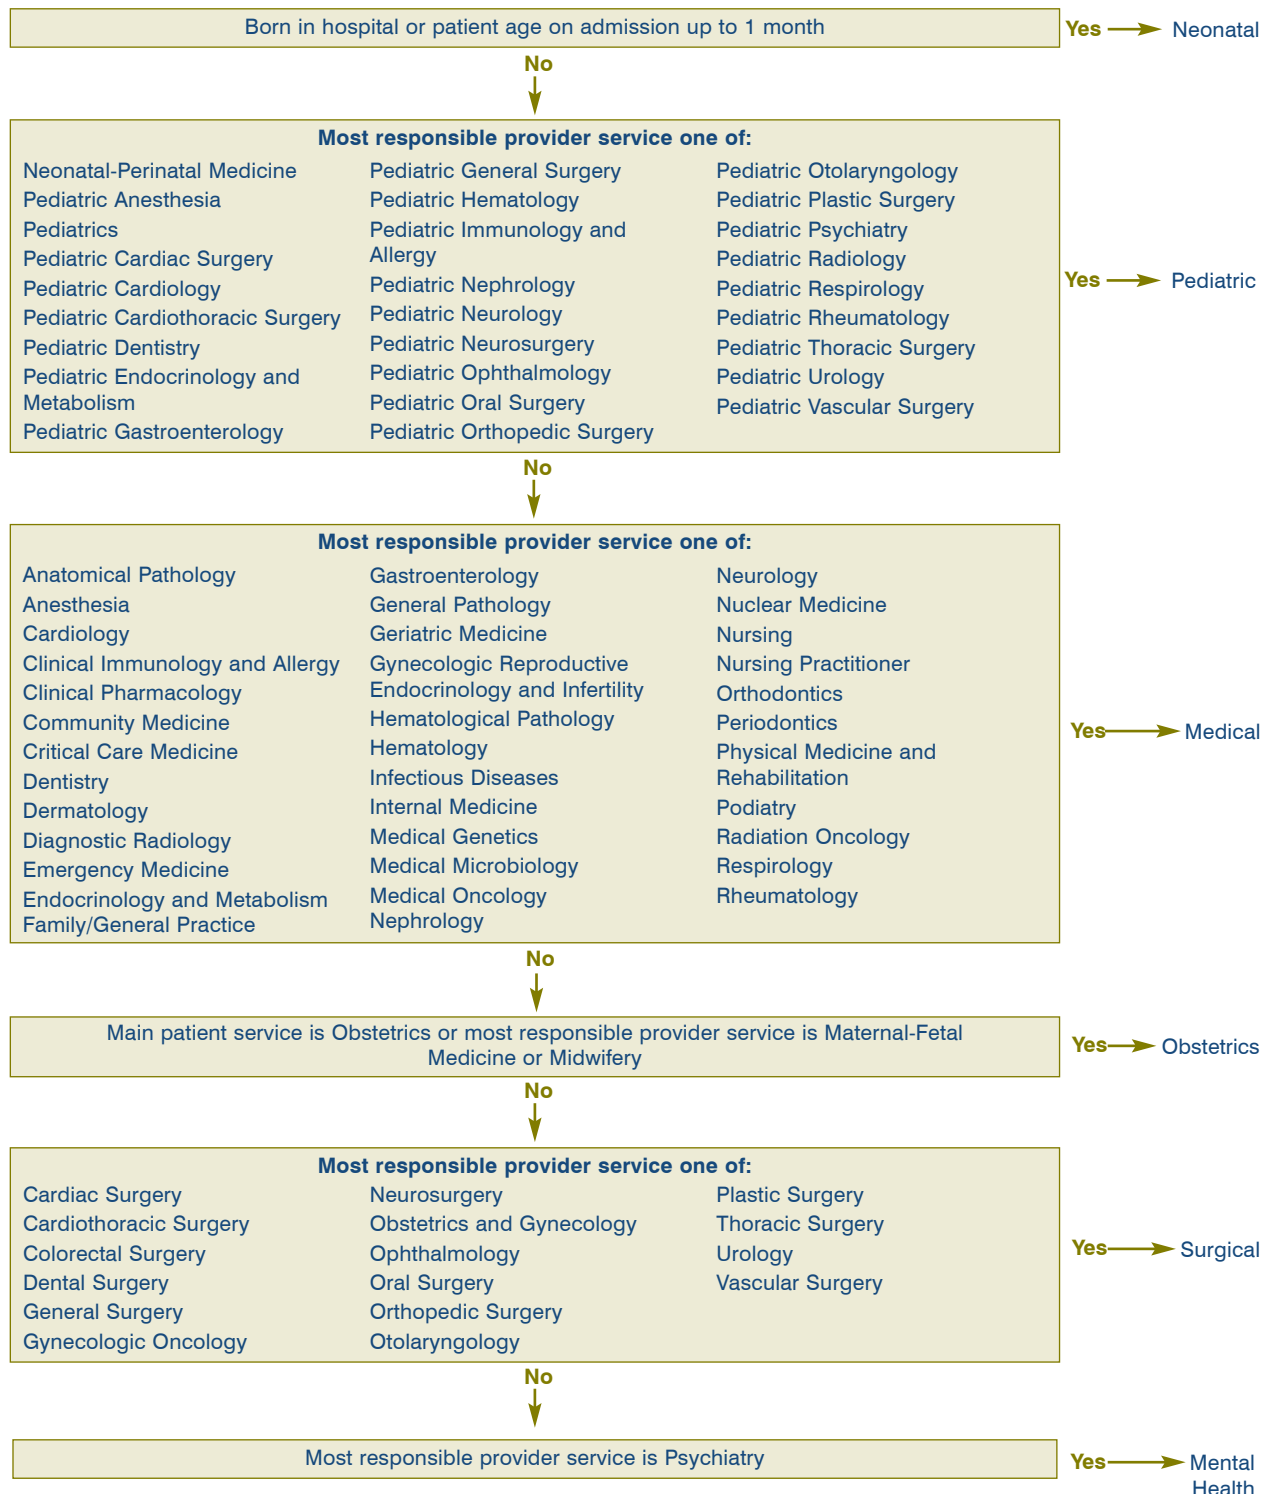 Born in hospital or patient age on admission up to 1 month
Yes
Neonatal
No
Most responsible provider service one of:
Neonatal-Perinatal Medicine
Pediatric Anesthesia
Pediatrics
Pediatric Cardiac Surgery
Pediatric Cardiology
Pediatric Cardiothoracic Surgery
Pediatric Dentistry
Pediatric Endocrinology and
Metabolism
Pediatric Gastroenterology
Pediatric General Surgery
Pediatric Hematology
Pediatric Immunology and
Allergy
Pediatric Nephrology
Pediatric Neurology
Pediatric Neurosurgery
Pediatric Ophthalmology
Pediatric Oral Surgery
Pediatric Orthopedic Surgery
Pediatric Otolaryngology
Pediatric Plastic Surgery
Pediatric Psychiatry
Pediatric Radiology
Pediatric Respirology
Pediatric Rheumatology
Pediatric Thoracic Surgery
Pediatric Urology
Pediatric Vascular Surgery
Yes
Pediatric
No
Most responsible provider service one of:
Anatomical Pathology
Anesthesia
Cardiology
Clinical Immunology and Allergy
Clinical Pharmacology
Community Medicine
Critical Care Medicine
Dentistry
Dermatology
Diagnostic Radiology
Emergency Medicine
Endocrinology and Metabolism
Family/General Practice
Gastroenterology
General Pathology
Geriatric Medicine
Gynecologic Reproductive
Endocrinology and Infertility
Hematological Pathology
Hematology
Infectious Diseases
Internal Medicine
Medical Genetics
Medical Microbiology
Medical Oncology
Nephrology
Neurology
Nuclear Medicine
Nursing
Nursing Practitioner
Orthodontics
Periodontics
Physical Medicine and
Rehabilitation
Podiatry
Radiation Oncology
Respirology
Rheumatology
Yes
Medical
No
Main patient service is Obstetrics or most responsible provider service is Maternal-Fetal
Medicine or Midwifery
Yes
Obstetrics
No
Most responsible provider service one of:
Cardiac Surgery
Cardiothoracic Surgery
Colorectal Surgery
Dental Surgery
General Surgery
Gynecologic Oncology
Neurosurgery
Obstetrics and Gynecology
Ophthalmology
Oral Surgery
Orthopedic Surgery
Otolaryngology
Plastic Surgery
Thoracic Surgery
Urology
Vascular Surgery
Yes
Surgical
No
Most responsible provider service is Psychiatry
Yes
Mental
Health